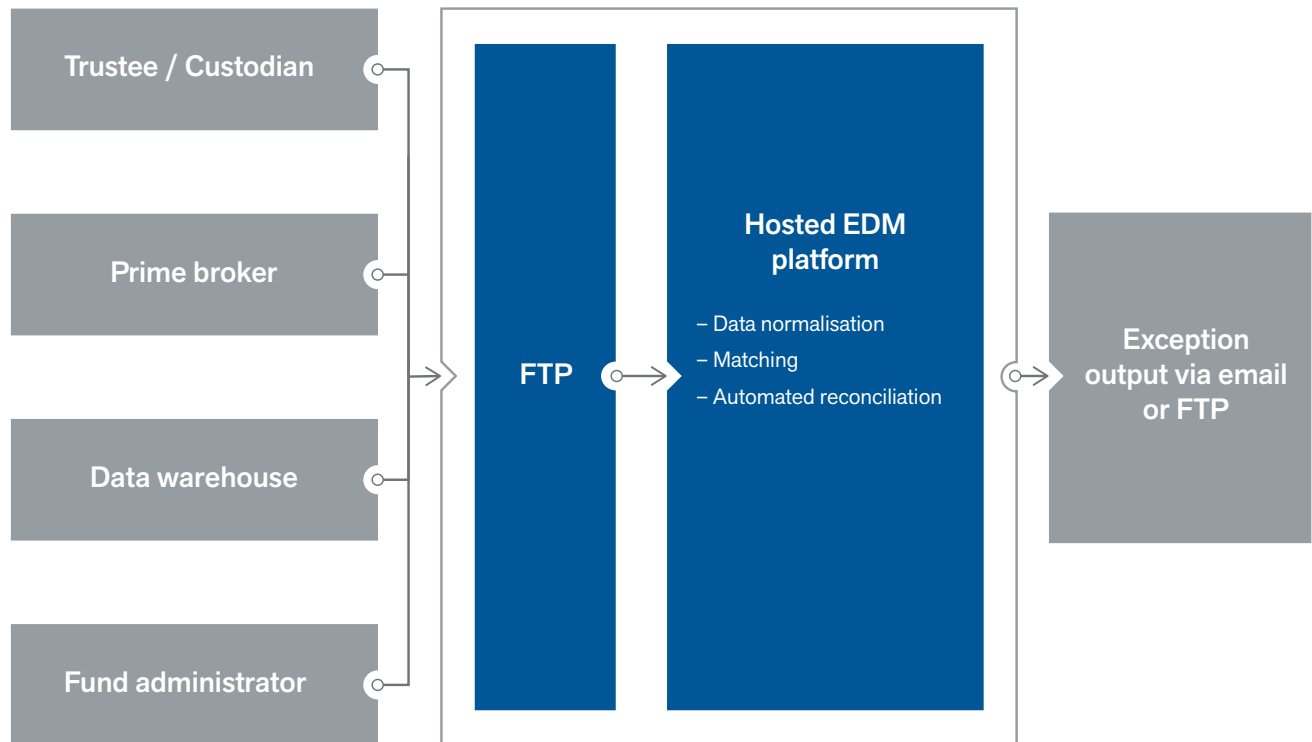 Trustee / Custodian
Prime broker
Data warehouse
Fund administrator
FTP
Hosted EDM
platform
– Data normalisation
– Matching
– Automated reconciliation
Exception
output via email
or FTP